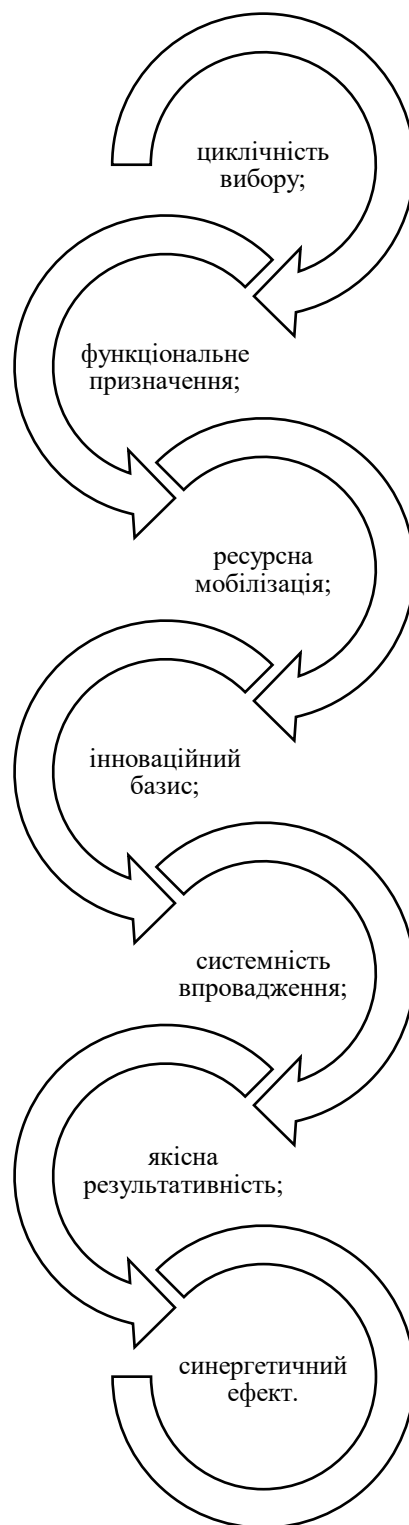 циклічність
вибору;
функціональне
призначення;
ресурсна
мобілізація;
інноваційний
базис;
системність
впровадження;
якісна
результативність;
синергетичний
ефект.